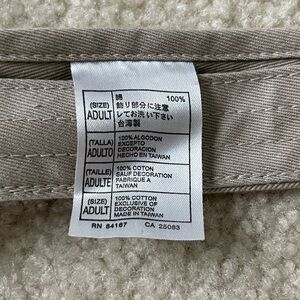 綿 100%
(SIZE) 飾り部分に注意
ADULT してお洗い下さい
台湾製
(TALLA) 100% ALGODON
ADULTO EXCEPTO
DECORACION
HECHO EN TAIWAN
(TAILLE) 100% COTON
ADULTE SAUF DECORATION
FABRIQUE A
TAIWAN
(SIZE) 100% COTTON
ADULT EXCLUSIVE OF
DECORATION
MADE IN TAIWAN
RN 84167 CA 25083